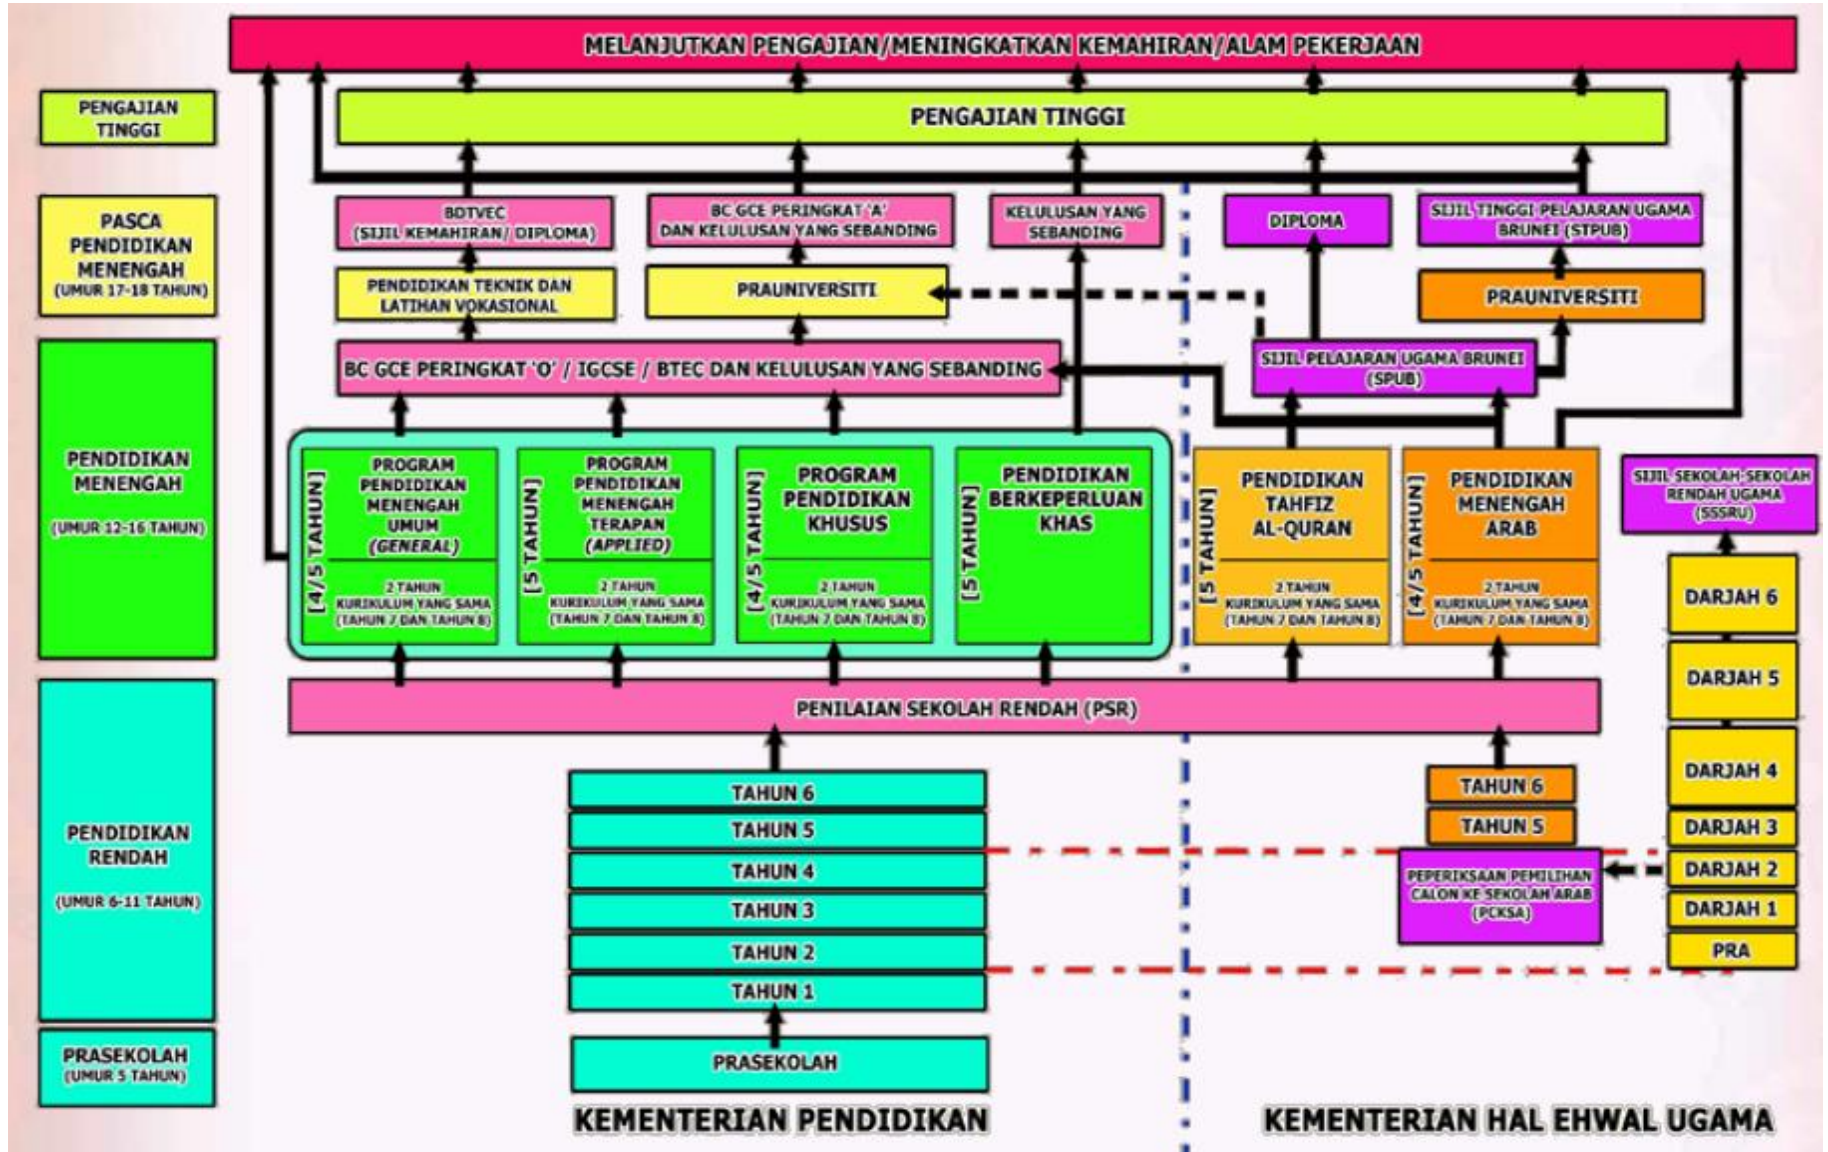 MELANJUTKAN PENGAJIAN/MENINGKATKAN KEMAHIRAN/ALAM PEKERJAAN
PENGAJIAN
TINGGI
PENGAJIAN TINGGI
PASCA
PENDIDIKAN
MENENGAH
(UMUR 17-18 TAHUN)
BDTVEC
(SIJIL KEMAHIRAN/ DIPLOMA)
BC GCE PERINGKAT 'A'
DAN KELULUSAN YANG SEBANDING
KELULUSAN YANG
SEBANDING
DIPLOMA
SIJIL TINGGI PELAJARAN UGAMA
BRUNEI (STPUB)
PENDIDIKAN TEKNIK DAN
LATIHAN VOKASIONAL
PRAUNIVERSITI
PRAUNIVERSITI
PENDIDIKAN
MENENGAH
(UMUR 12-16 TAHUN)
BC GCE PERINGKAT 'O' / IGCSE / BTEC DAN KELULUSAN YANG SEBANDING
SIJIL PELAJARAN UGAMA BRUNEI
(SPUB)
[4/5 TAHUN]
PROGRAM
PENDIDIKAN
MENENGAH
UMUM
(GENERAL)
2 TAHUN
KURIKULUM YANG SAMA
(TAHUN 7 DAN TAHUN 8)
[5 TAHUN]
PROGRAM
PENDIDIKAN
MENENGAH
TERAPAN
(APPLIED)
2 TAHUN
KURIKULUM YANG SAMA
(TAHUN 7 DAN TAHUN 8)
[4/5 TAHUN]
PROGRAM
PENDIDIKAN
KHUSUS
2 TAHUN
KURIKULUM YANG SAMA
(TAHUN 7 DAN TAHUN 8)
[5 TAHUN]
PENDIDIKAN
BERKEPERLUAN
KHAS
[5 TAHUN]
PENDIDIKAN
TAHFIZ
AL-QURAN
2 TAHUN
KURIKULUM YANG SAMA
(TAHUN 7 DAN TAHUN 8)
[4/5 TAHUN]
PENDIDIKAN
MENENGAH
ARAB
2 TAHUN
KURIKULUM YANG SAMA
(TAHUN 7 DAN TAHUN 8)
SIJIL SEKOLAH-SEKOLAH
RENDAH UGAMA
(SSSRU)
DARJAH 6
DARJAH 5
DARJAH 4
DARJAH 3
DARJAH 2
DARJAH 1
PRA
PENILAIAN SEKOLAH RENDAH (PSR)
PENDIDIKAN
RENDAH
(UMUR 6-11 TAHUN)
TAHUN 6
TAHUN 5
TAHUN 4
TAHUN 3
TAHUN 2
TAHUN 1
TAHUN 6
TAHUN 5
PEPERIKSAAN PEMILIHAN
CALON KE SEKOLAH ARAB
(PCKSA)
PRASEKOLAH
(UMUR 5 TAHUN)
PRASEKOLAH
KEMENTERIAN PENDIDIKAN
KEMENTERIAN HAL EHWAL UGAMA